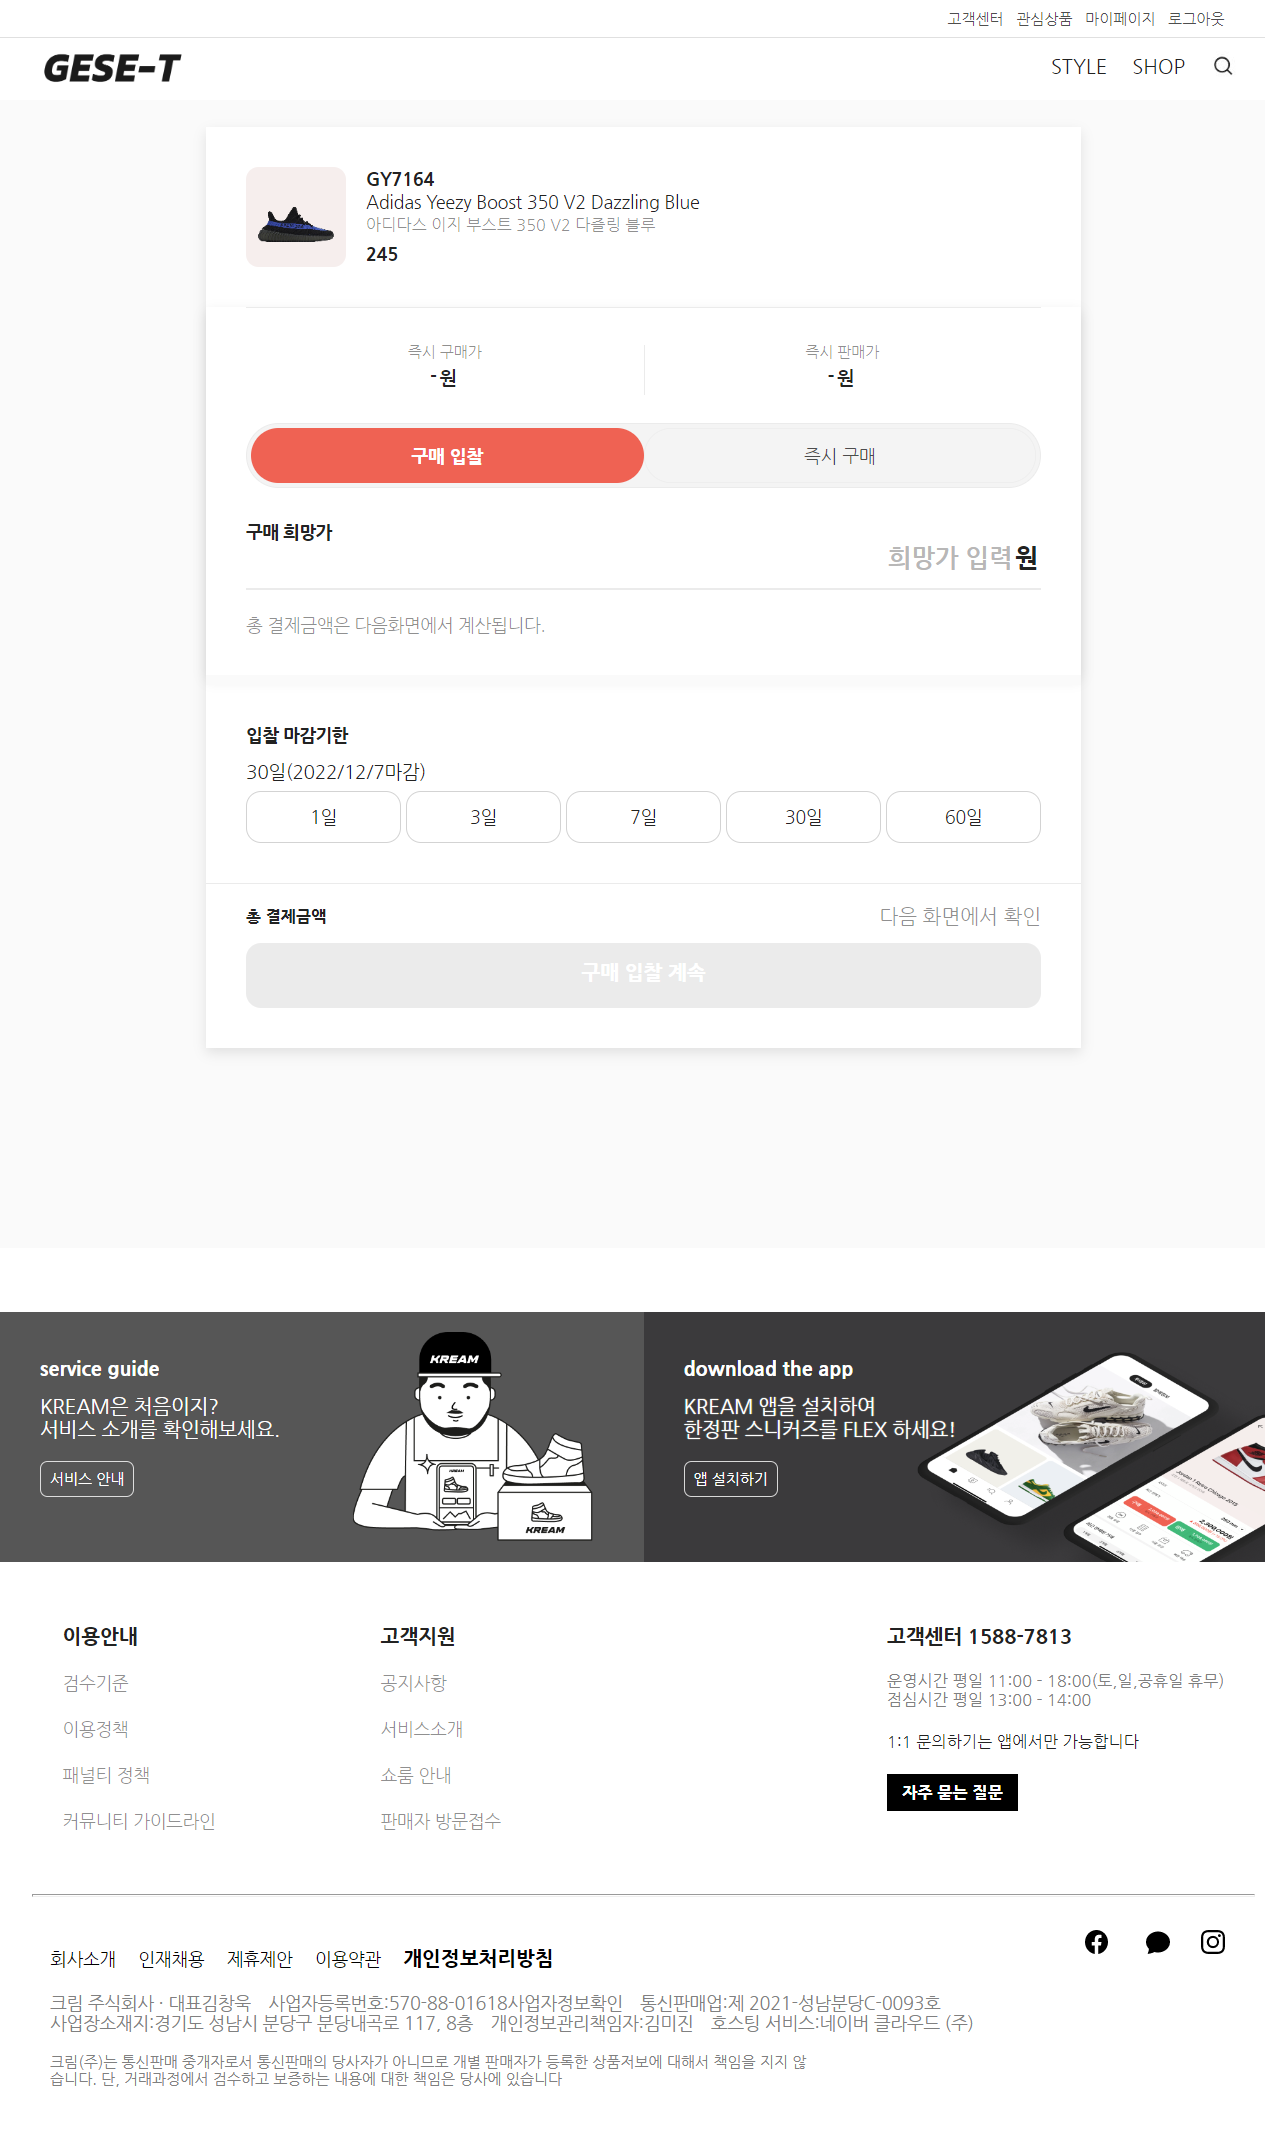 고객센터 관심상품 마이페이지 로그아웃
GESE-T
STYLE SHOP
GY7164
Adidas Yeezy Boost 350 V2 Dazzling Blue
아디다스 이지 부스트 350 V2 다즐링 블루
245
즉시 구매가
-원
즉시 판매가
-원
구매 입찰 즉시 구매
구매 희망가
희망가 입력원
총 결제금액은 다음화면에서 계산됩니다.
입찰 마감기한
30일(2022/12/7마감)
1일 3일 7일 30일 60일
총 결제금액 다음 화면에서 확인
구매 입찰 계속
service guide
KREAM은 처음이지?
서비스 소개를 확인해보세요.
서비스 안내
KREAM
KREAM
download the app
KREAM 앱을 설치하여
한정판 스니커즈를 FLEX 하세요!
앱 설치하기
이용안내
검수기준
이용정책
패널티 정책
커뮤니티 가이드라인
고객지원
공지사항
서비스소개
쇼룸 안내
판매자 방문접수
고객센터 1588-7813
운영시간 평일 11:00 - 18:00(토,일,공휴일 휴무)
점심시간 평일 13:00 - 14:00
1:1 문의하기는 앱에서만 가능합니다
자주 묻는 질문
회사소개 인재채용 제휴제안 이용약관 개인정보처리방침
크림 주식회사 · 대표김창욱 사업자등록번호:570-88-01618사업자정보확인 통신판매업:제 2021-성남분당C-0093호
사업장소재지:경기도 성남시 분당구 분당내곡로 117, 8층 개인정보관리책임자:김미진 호스팅 서비스:네이버 클라우드 (주)
크림(주)는 통신판매 중개자로서 통신판매의 당사자가 아니므로 개별 판매자가 등록한 상품저보에 대해서 책임을 지지 않
습니다. 단, 거래과정에서 검수하고 보증하는 내용에 대한 책임은 당사에 있습니다